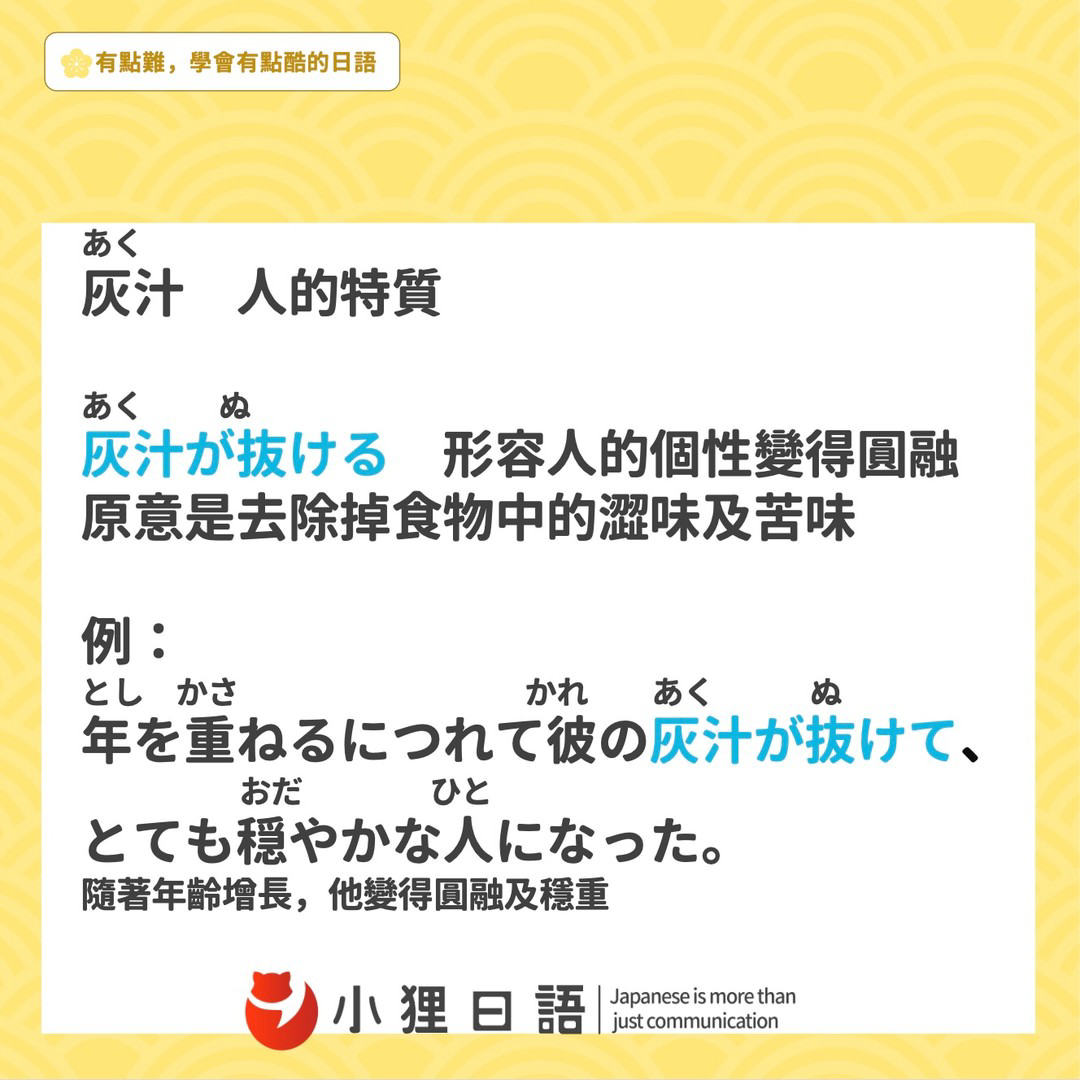 有點難，學會有點酷的日語
あく
灰汁　人的特質
あく　ぬ
灰汁が抜ける　形容人的個性變得圓融
原意是去除掉食物中的澀味及苦味
例：
とし　かさ　かれ　あく　ぬ
年を重ねるにつれて彼の灰汁が抜けて、
おだ　ひと
とても穏やかな人になった。
隨著年齡增長，他變得圓融及穩重
小狸日語
Japanese is more than
just communication